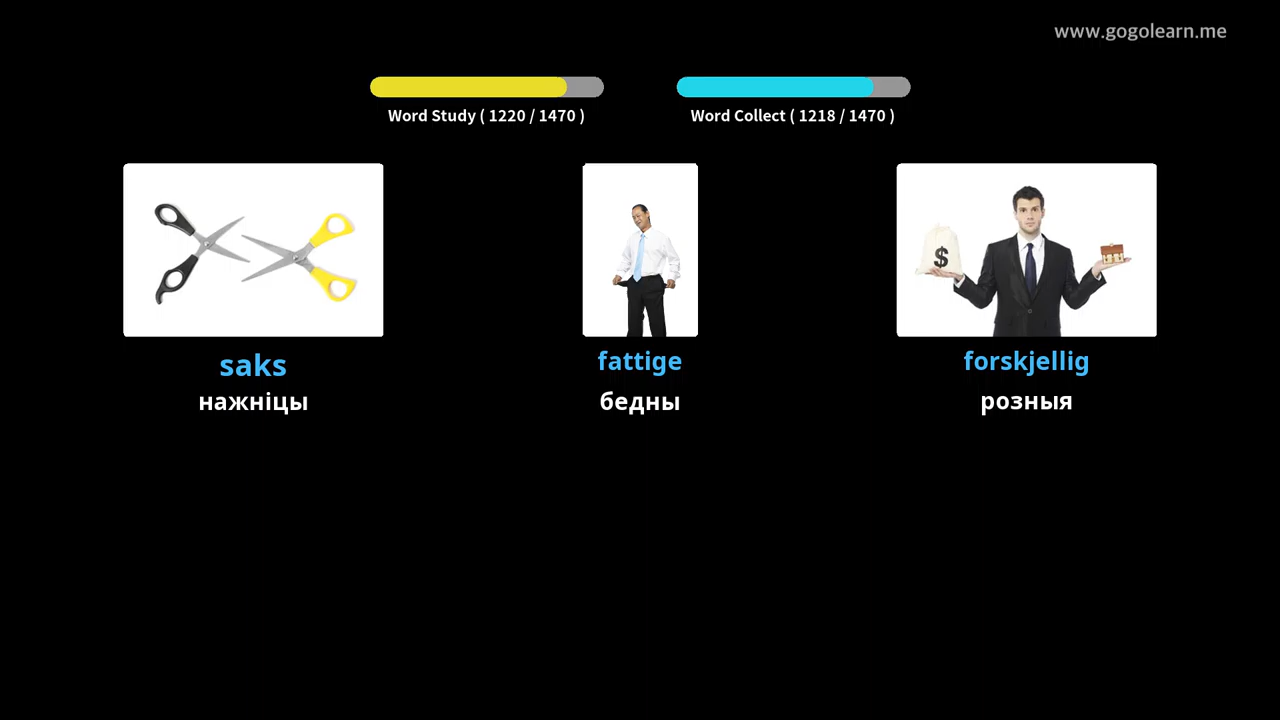 www.gogolearn.me
Word Study ( 1220 / 1470 )
Word Collect ( 1218 / 1470 )
$
saks
fattige
forskjellig
нажніцы
бедны
розныя